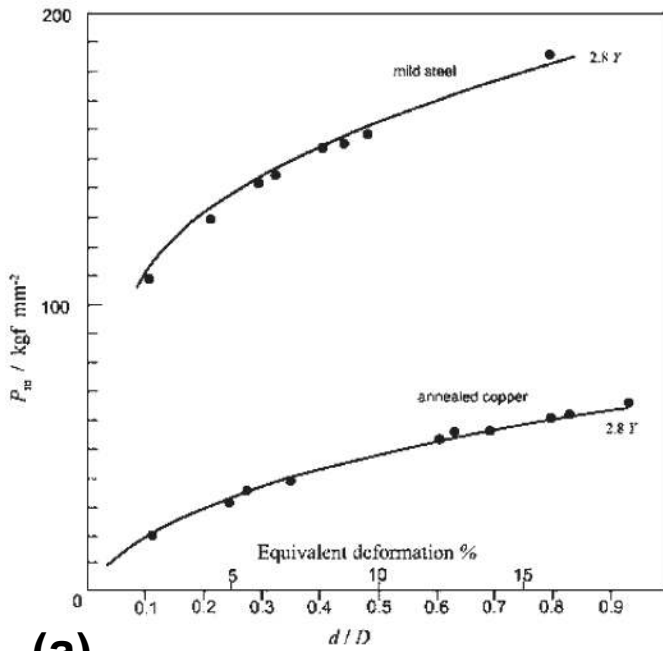 200
mild steel
2.8 Y
100
Pm / kgf mm-2
annealed copper
2.8 Y
Equivalent deformation %
5 10 15
0
0.1 0.2 0.3 0.4 0.5 0.6 0.7 0.8 0.9
d / D
(a)